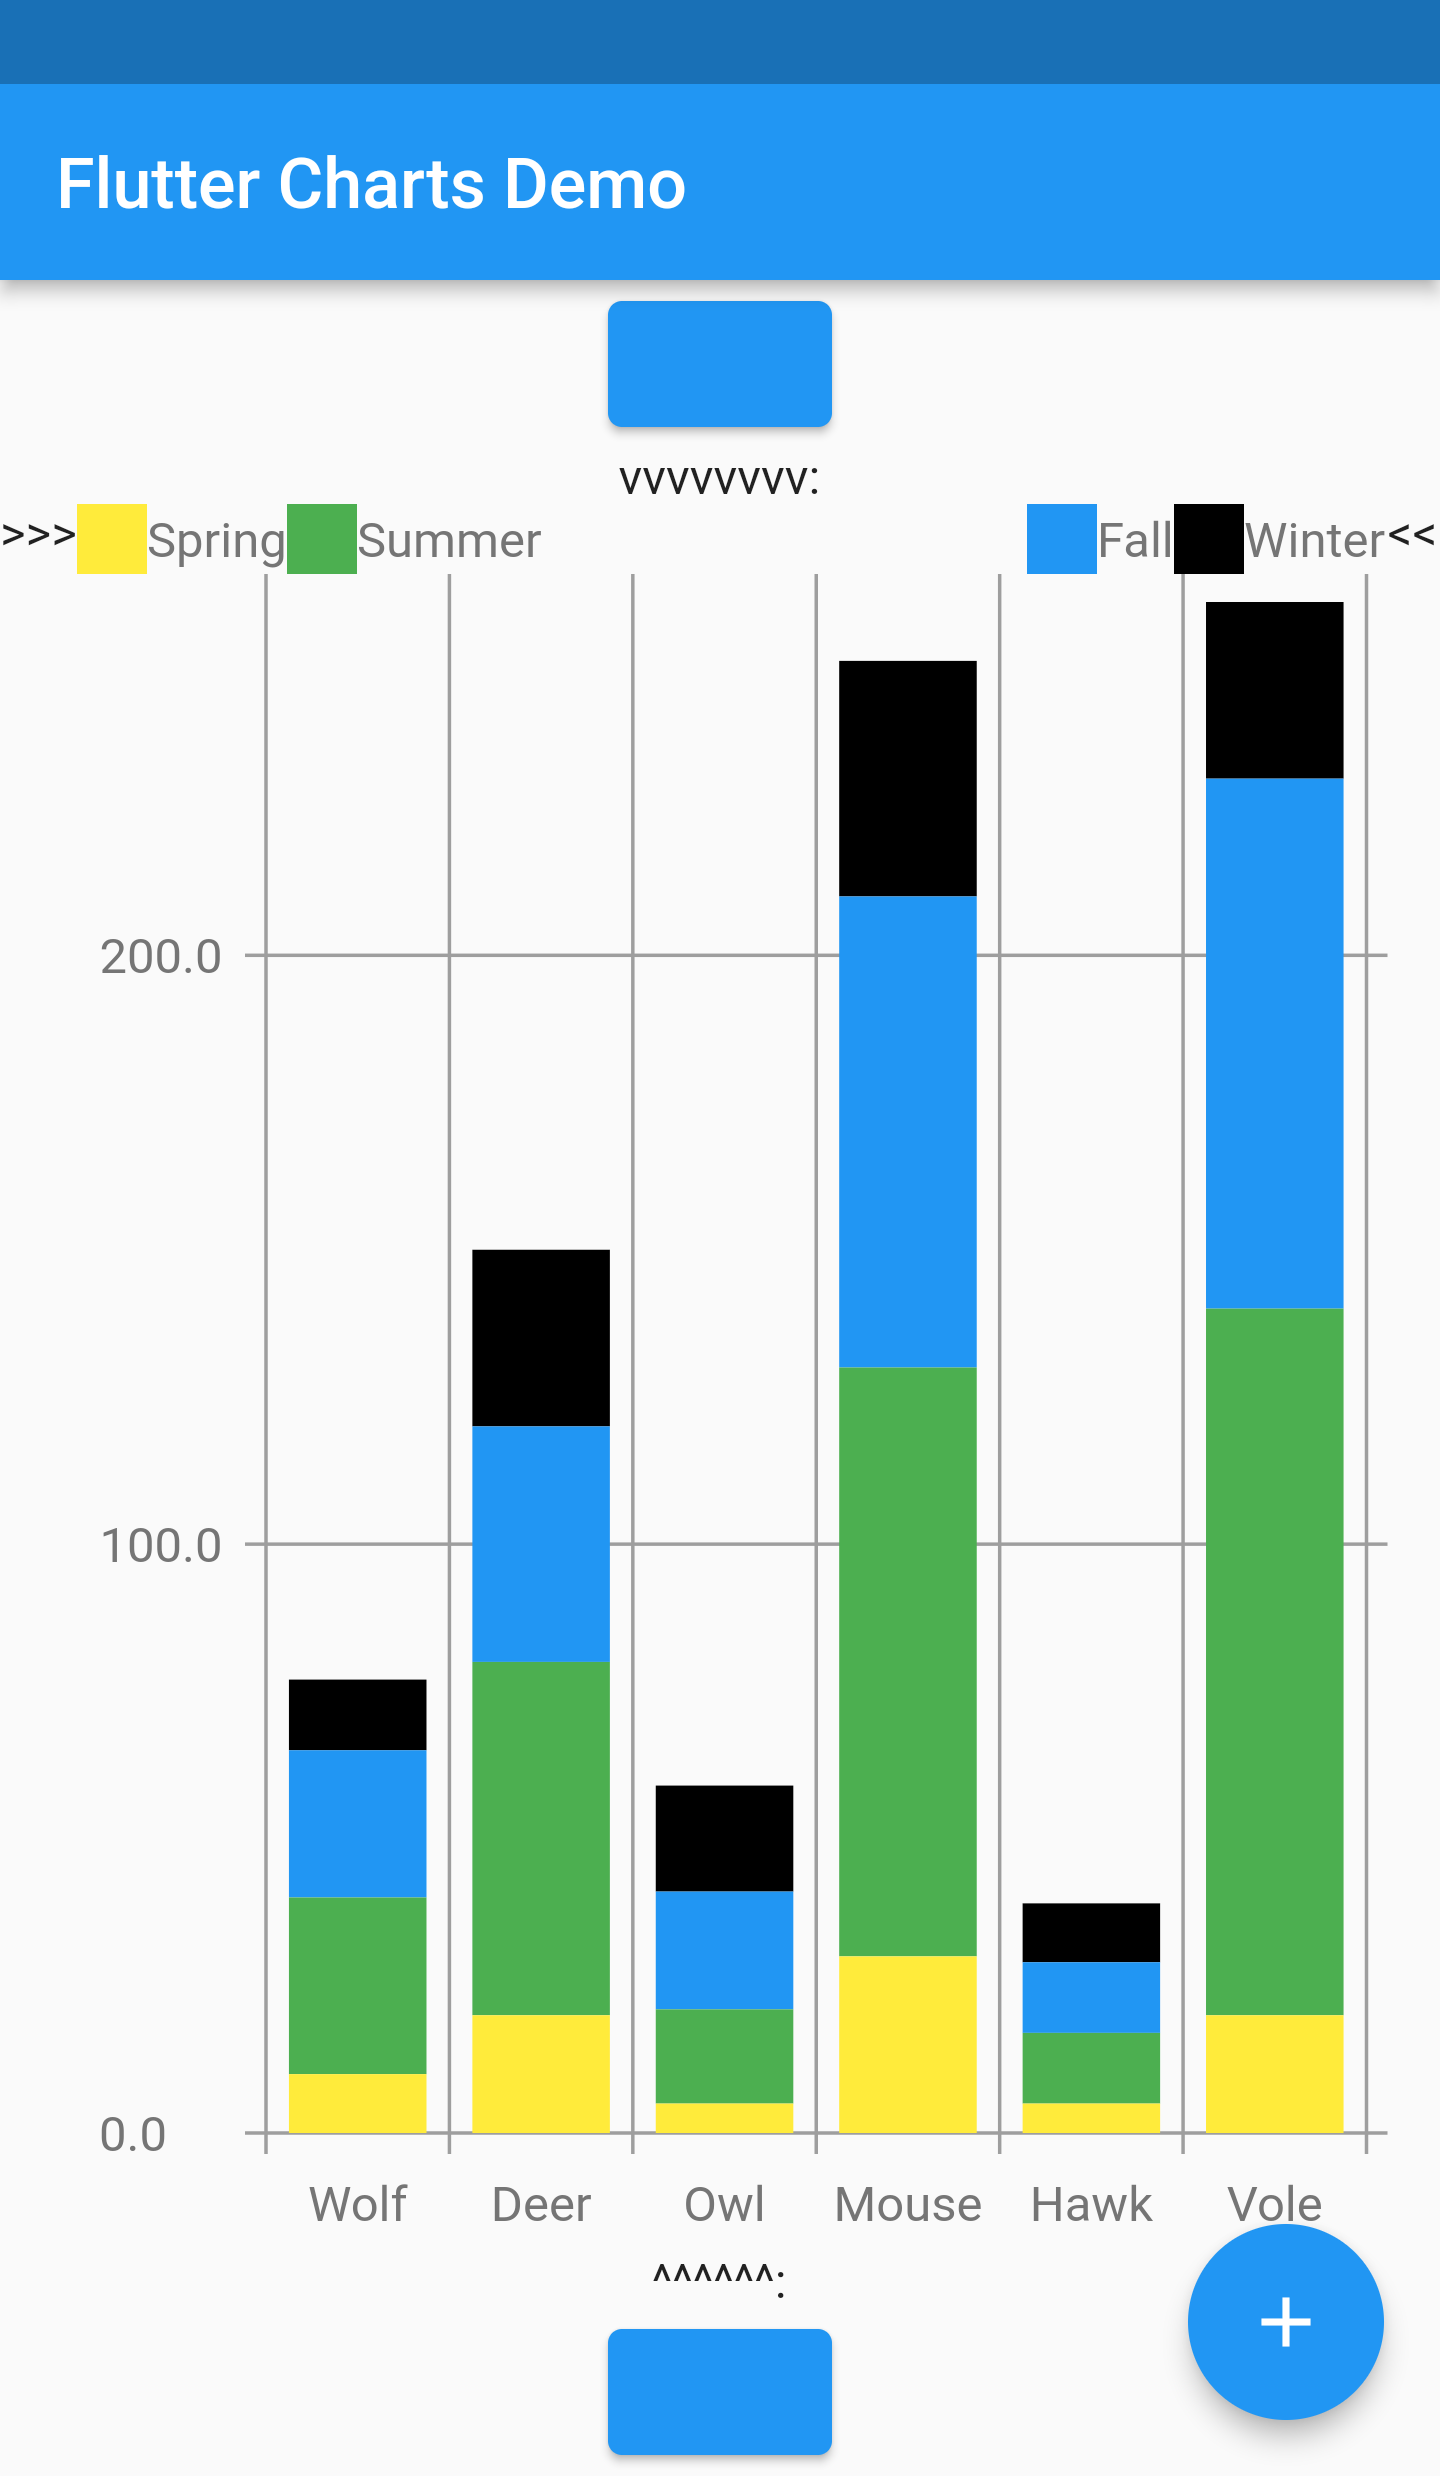 Flutter Charts Demo
vvvvvvvv:
>>> Spring Summer Fall Winter <<
200.0
100.0
0.0
Wolf Deer Owl Mouse Hawk Vole
^^^^^^:
+